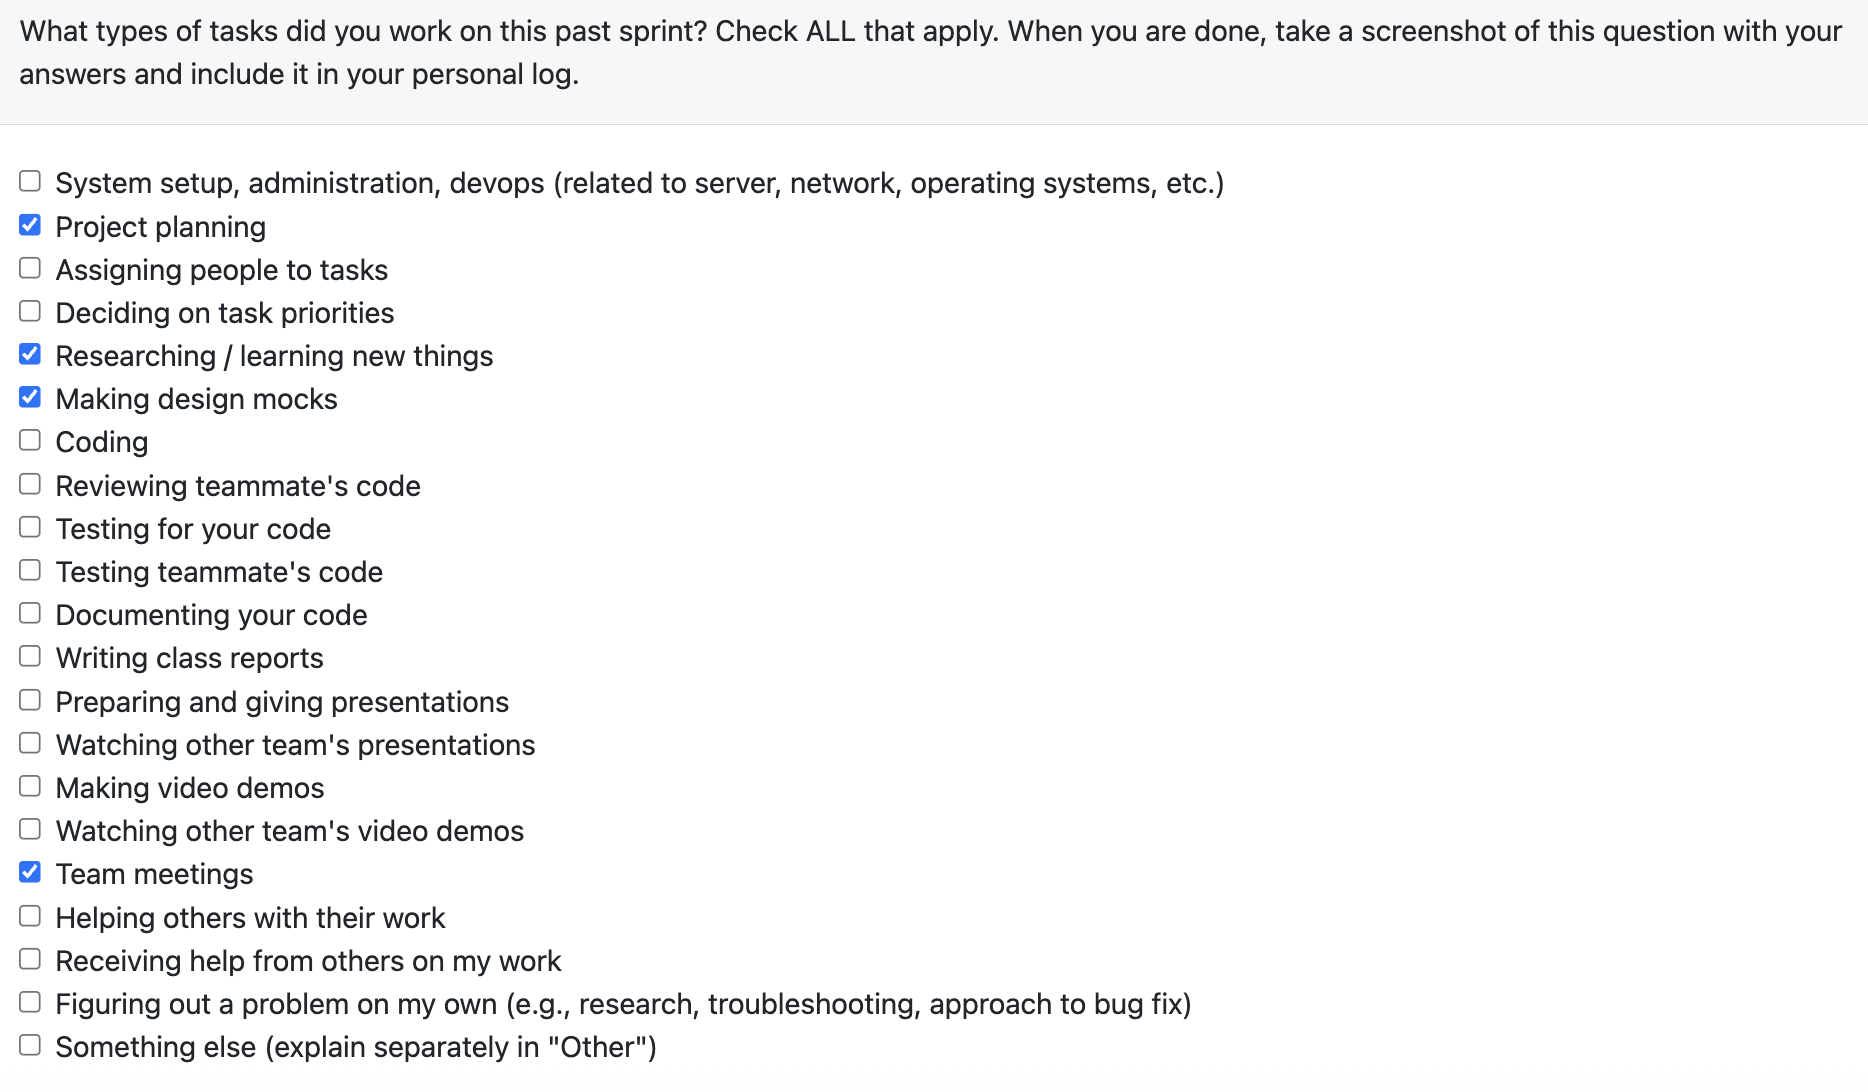 What types of tasks did you work on this past sprint? Check ALL that apply. When you are done, take a screenshot of this question with your
answers and include it in your personal log.
System setup, administration, devops (related to server, network, operating systems, etc.)
Project planning
Assigning people to tasks
Deciding on task priorities
Researching / learning new things
Making design mocks
Coding
Reviewing teammate's code
Testing for your code
Testing teammate's code
Documenting your code
Writing class reports
Preparing and giving presentations
Watching other team's presentations
Making video demos
Watching other team's video demos
Team meetings
Helping others with their work
Receiving help from others on my work
Figuring out a problem on my own (e.g., research, troubleshooting, approach to bug fix)
Something else (explain separately in "Other")